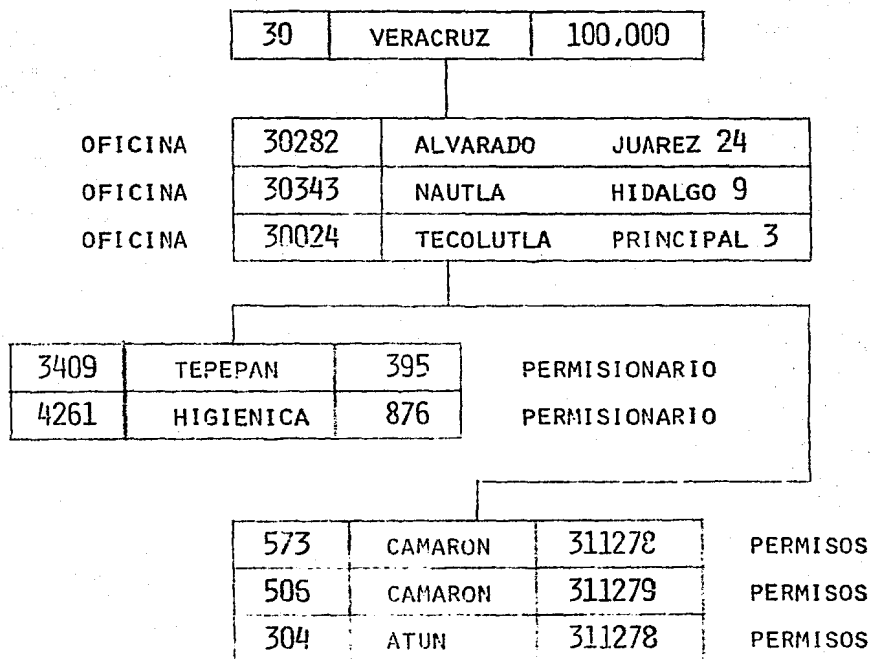 30 VERACRUZ 100,000
OFICINA 30282 ALVARADO JUAREZ 24
OFICINA 30343 NAUTLA HIDALGO 9
OFICINA 30024 TECOLUTLA PRINCIPAL 3
3409 TEPEPAN 395 PERMISIONARIO
4261 HIGIENICA 876 PERMISIONARIO
573 CAMARON 311278 PERMISOS
506 CAMARON 311279 PERMISOS
304 ATUN 311278 PERMISOS